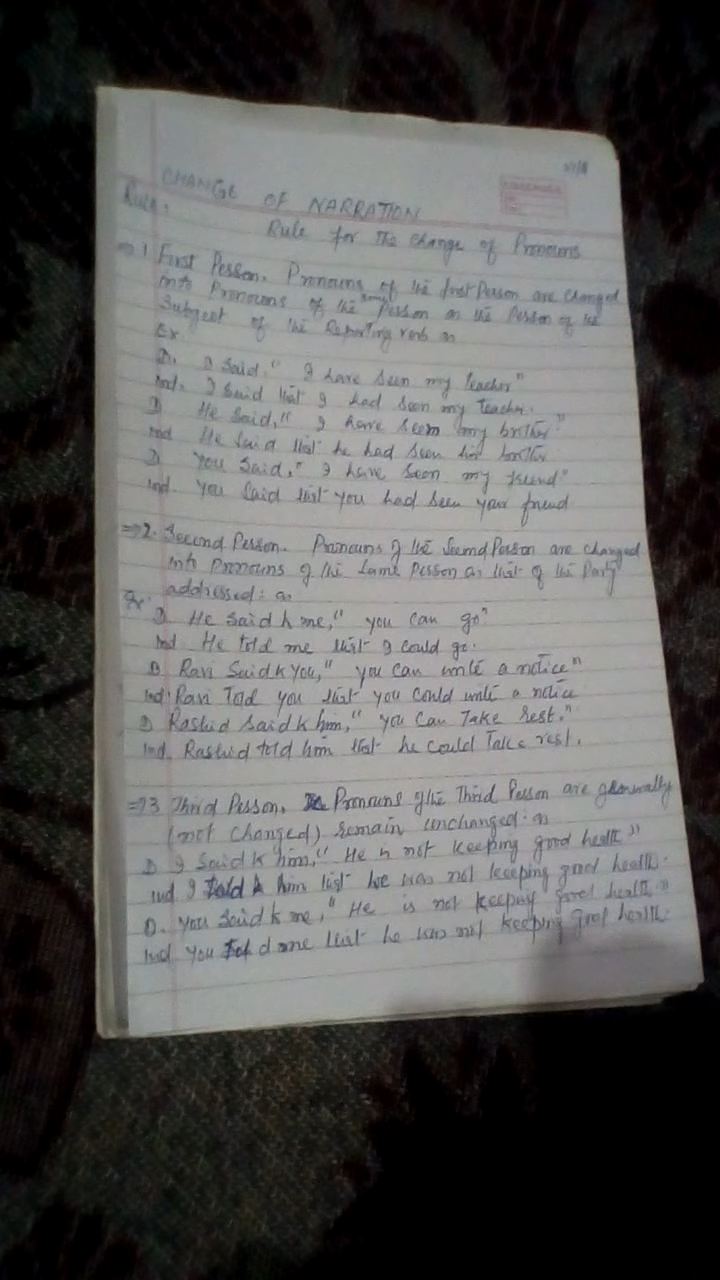 CHANGE OF NARRATION
Rule:
Rule for the change of Pronouns
⇒ 1 First Person. Pronouns of the first Person are changed
into Pronouns of the same Person as the Person of the
Subject of the Reporting verb as
Ex.
D. I said, " I have seen my teacher"
Ind. I said that I had seen my Teacher.
D He said, " I have seen my brother"
Ind He said that he had seen his brother
D You said, " I have seen my friend"
Ind. You said that you had seen your friend
⇒ 2. Second Person. Pronouns of the Second Person are changed
into Pronouns of the same Person as that of the Party
addressed: as
Ex. D. He said to me, " you can go"
Ind. He told me that I could go.
D Ravi Said to you, " you can write a notice"
Ind. Ravi Told you that you could write a notice
D Rashid said to him, " you can Take rest."
Ind. Rashid told him that he could Take rest.
⇒ 3 Third Person. Pronouns of the Third Person are generally
(not changed) remain unchanged: as
D I said to him, " He is not keeping good health"
Ind I told him that he was not keeping good health.
D. you said to me, " He is not keeping good health."
Ind you told me that he was not keeping good health.